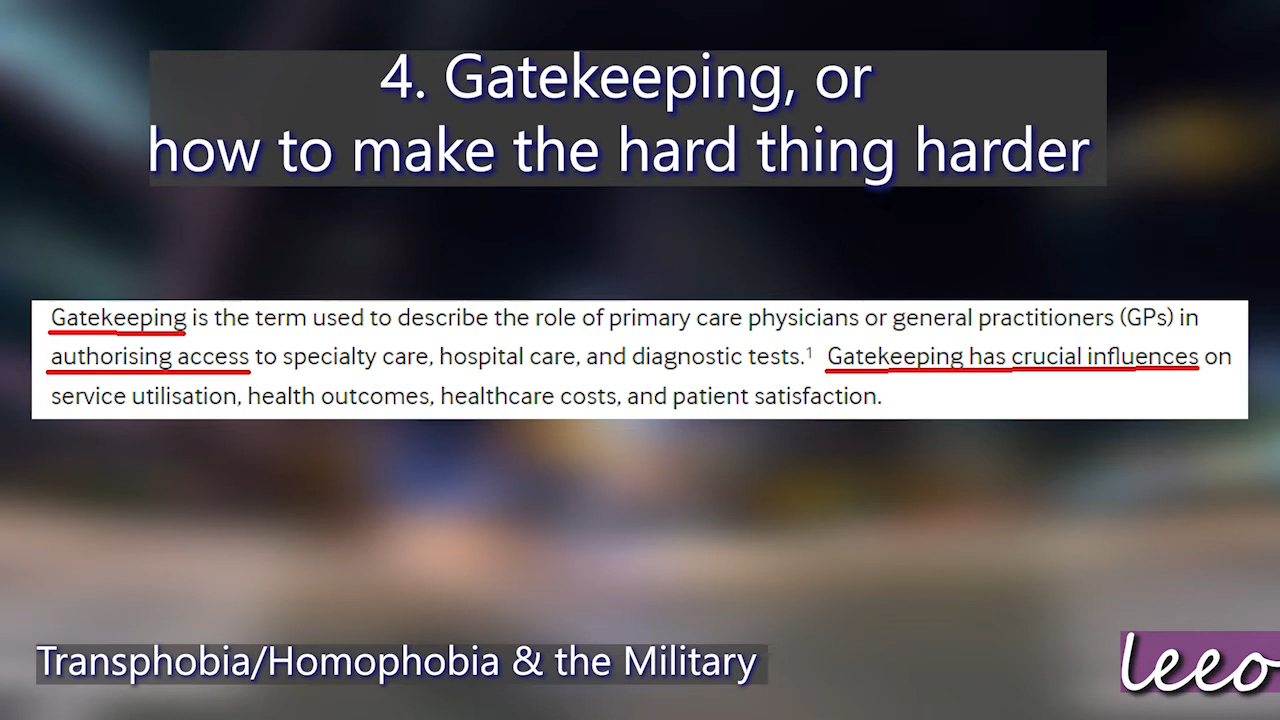 4. Gatekeeping, or
how to make the hard thing harder
Gatekeeping is the term used to describe the role of primary care physicians or general practitioners (GPs) in
authorising access to specialty care, hospital care, and diagnostic tests.¹ Gatekeeping has crucial influences on
service utilisation, health outcomes, healthcare costs, and patient satisfaction.
Transphobia/Homophobia & the Military
leeo